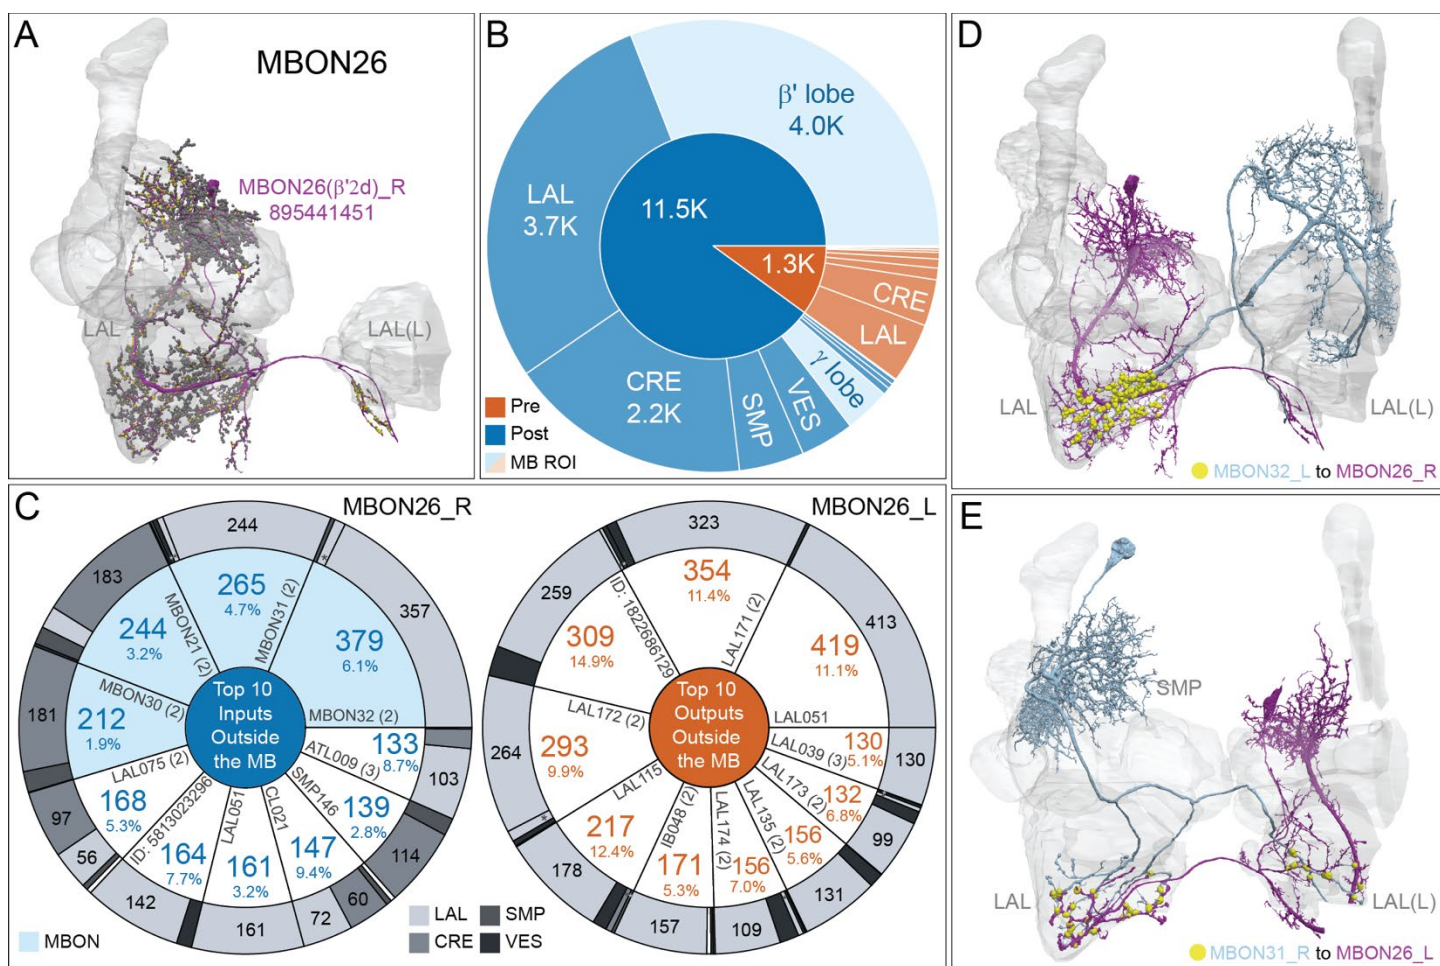 A
MBON26
MBON26(β'2d)_R
895441451
LAL
LAL(L)
B
β' lobe
4.0K
LAL
3.7K
11.5K
1.3K
CRE
LAL
CRE
2.2K
SMP
VES
γ lobe
Pre
Post
MB ROI
C
MBON26_R
244
183
357
265
4.7%
MBON31 (2)
244
3.2%
MBON21 (2)
379
6.1%
MBON32 (2)
181
MBON30 (2)
212
1.9%
Top 10
Inputs
Outside
the MB
LAL075 (2)
168
5.3%
ID: 5813023296
164
7.7%
LAL051
161
3.2%
CL021
147
9.4%
SMP146
139
2.8%
ATL009 (3)
133
8.7%
103
97
56
142
161
72
60
114
MBON
LAL
CRE
SMP
VES
MBON26_L
323
259
413
354
11.4%
LAL171 (2)
309
14.9%
ID: 1822686129
419
11.1%
LAL051
264
LAL172 (2)
293
9.9%
Top 10
Outputs
Outside
the MB
LAL115
217
12.4%
IB048 (2)
171
5.3%
LAL174 (2)
156
7.0%
LAL135 (2)
156
5.6%
LAL173 (2)
132
6.8%
LAL039 (3)
130
5.1%
130
99
178
157
109
131
D
LAL
LAL(L)
MBON32_L to MBON26_R
E
SMP
LAL
LAL(L)
MBON31_R to MBON26_L